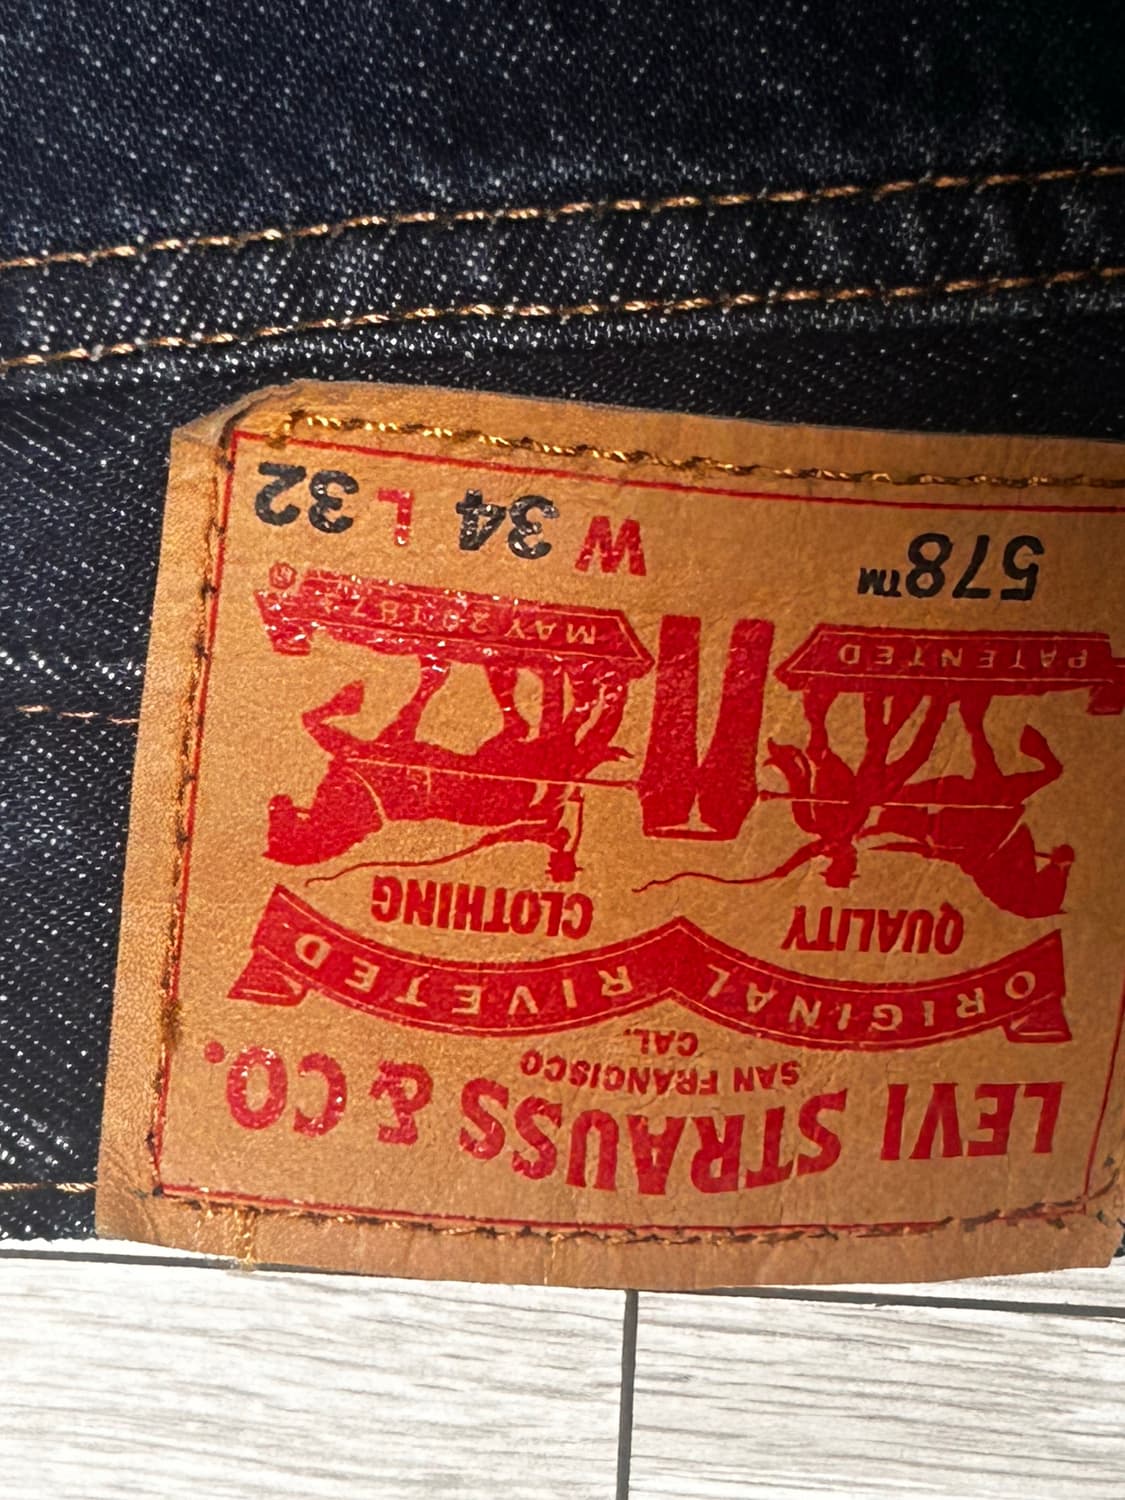 LEVI STRAUSS & CO.
SAN FRANCISCO
CAL.
ORIGINAL RIVETED
QUALITY CLOTHING
PATENTED MAY 20 1873 ®
578™ W 34 L 32